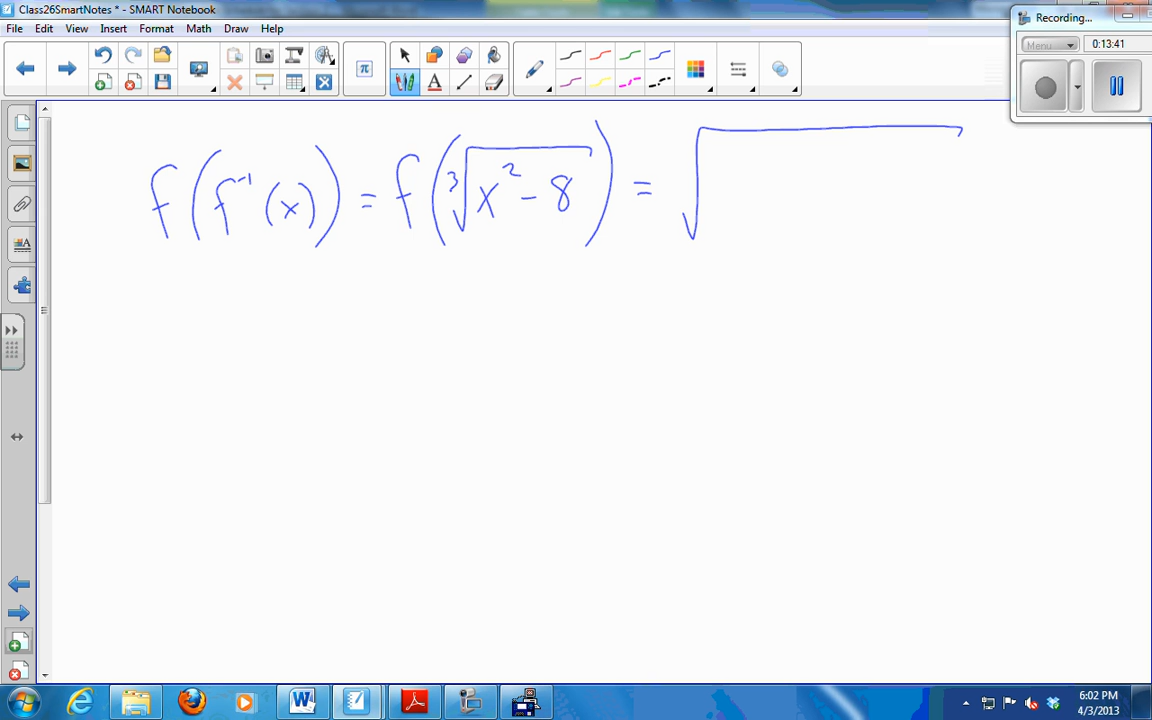 Class26SmartNotes * - SMART Notebook
File Edit View Insert Format Math Draw Help
Recording...
Menu
0:13:41
π
A
f(f⁻¹(x)) = f(∛(x² - 8)) = √
6:02 PM
4/3/2013